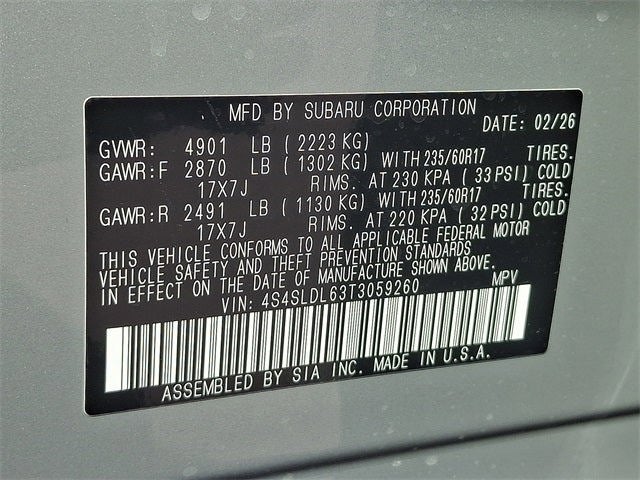 MFD BY SUBARU CORPORATION
DATE: 02/26
GVWR: 4901 LB ( 2223 KG)
GAWR:F 2870 LB ( 1302 KG) WITH 235/60R17 TIRES.
17X7J RIMS. AT 230 KPA ( 33 PSI) COLD
GAWR:R 2491 LB ( 1130 KG) WITH 235/60R17 TIRES.
17X7J RIMS. AT 220 KPA ( 32 PSI) COLD
THIS VEHICLE CONFORMS TO ALL APPLICABLE FEDERAL MOTOR
VEHICLE SAFETY AND THEFT PREVENTION STANDARDS
IN EFFECT ON THE DATE OF MANUFACTURE SHOWN ABOVE.
VIN: 4S4SLDL63T3059260 MPV
ASSEMBLED BY SIA INC. MADE IN U.S.A.